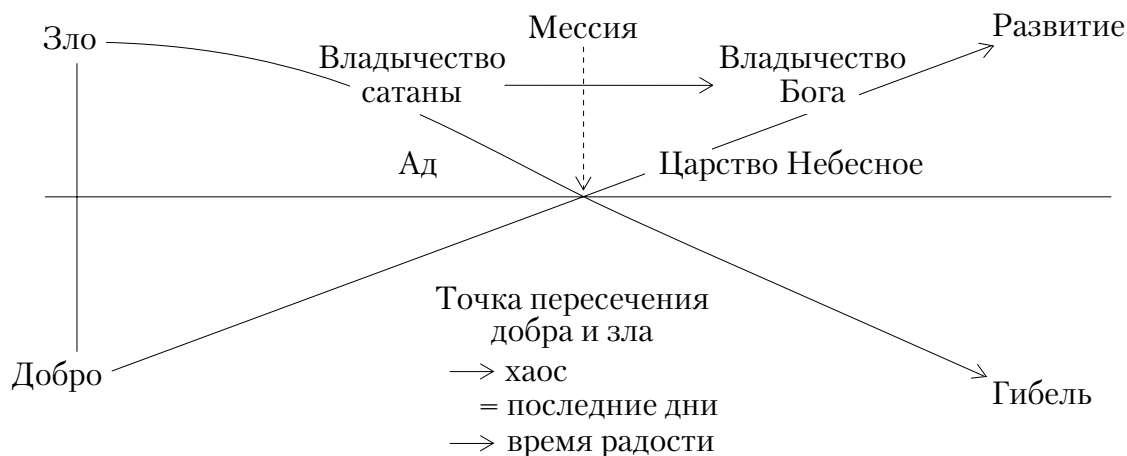 Зло
Мессия
Развитие
Владычество
сатаны
Владычество
Бога
Ад
Царство Небесное
Точка пересечения
добра и зла
хаос
= последние дни
время радости
Добро
Гибель